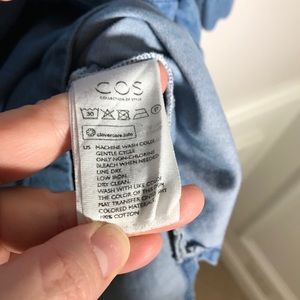 COS
COLLECTION OF STYLE
30
P
clevercare.info
US MACHINE WASH COLD
GENTLE CYCLE
ONLY NON-CHLORINE
BLEACH WHEN NEEDED
LINE DRY
LOW IRON
DRY CLEAN
WASH WITH LIKE COLOR
THE COLOR OF THIS
MAY TRANSFER ON
COLORED MATERIAL
100% COTTON